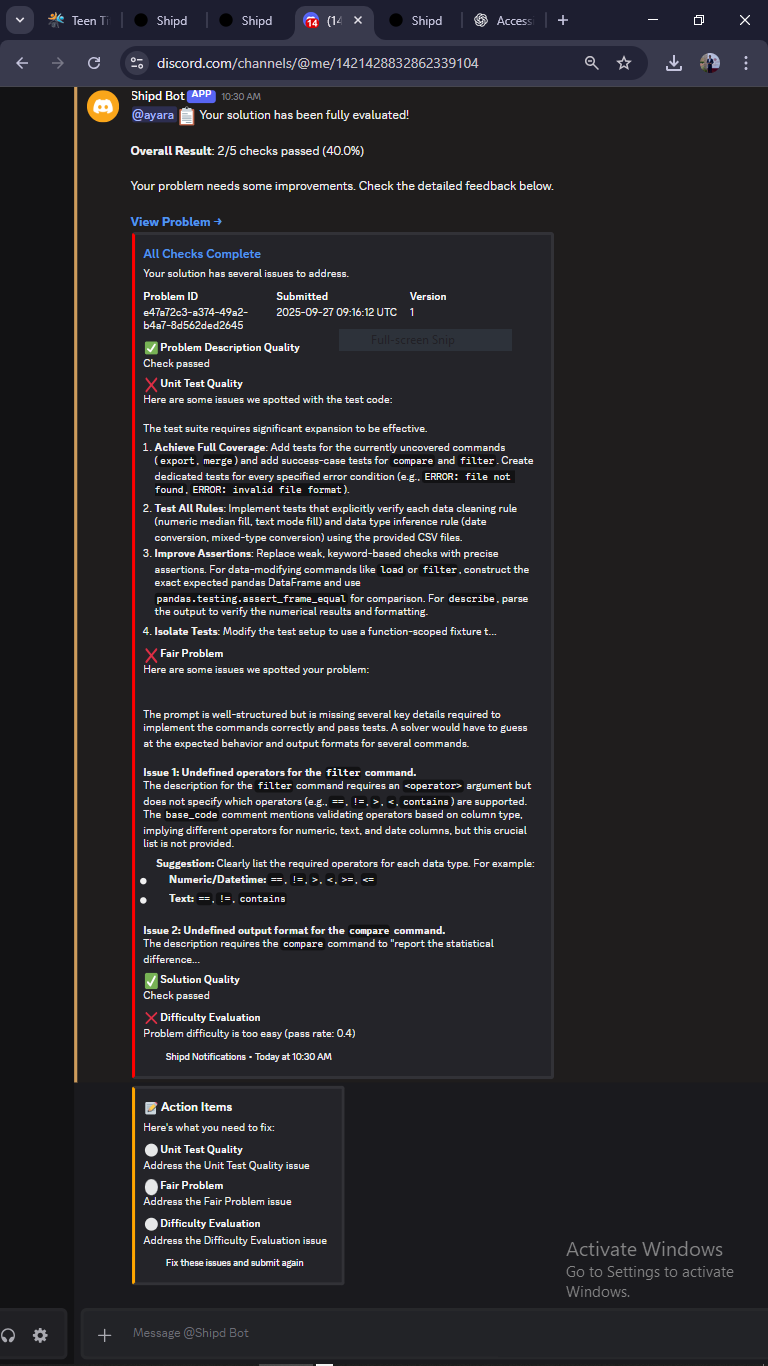 Teen Ti
Shipd
Shipd
14
(14
Shipd
Access
discord.com/channels/@me/1421428832862339104
Shipd Bot APP 10:30 AM
@ayara 📋 Your solution has been fully evaluated!
Overall Result: 2/5 checks passed (40.0%)
Your problem needs some improvements. Check the detailed feedback below.
View Problem →
All Checks Complete
Your solution has several issues to address.
Problem ID Submitted Version
e47a72c3-a374-49a2- 2025-09-27 09:16:12 UTC 1
b4a7-8d562ded2645
Full-screen Snip
✅ Problem Description Quality
Check passed
❌ Unit Test Quality
Here are some issues we spotted with the test code:
The test suite requires significant expansion to be effective.
1. Achieve Full Coverage: Add tests for the currently uncovered commands
(export, merge) and add success-case tests for compare and filter. Create
dedicated tests for every specified error condition (e.g., ERROR: file not
found, ERROR: invalid file format).
2. Test All Rules: Implement tests that explicitly verify each data cleaning rule
(numeric median fill, text mode fill) and data type inference rule (date
conversion, mixed-type conversion) using the provided CSV files.
3. Improve Assertions: Replace weak, keyword-based checks with precise
assertions. For data-modifying commands like load or filter, construct the
exact expected pandas DataFrame and use
pandas.testing.assert_frame_equal for comparison. For describe, parse
the output to verify the numerical results and formatting.
4. Isolate Tests: Modify the test setup to use a function-scoped fixture t...
❌ Fair Problem
Here are some issues we spotted your problem:
The prompt is well-structured but is missing several key details required to
implement the commands correctly and pass tests. A solver would have to guess
at the expected behavior and output formats for several commands.
Issue 1: Undefined operators for the filter command.
The description for the filter command requires an <operator> argument but
does not specify which operators (e.g., ==, !=, >, <, contains) are supported.
The base_code comment mentions validating operators based on column type,
implying different operators for numeric, text, and date columns, but this crucial
list is not provided.
Suggestion: Clearly list the required operators for each data type. For example:
● Numeric/Datetime: ==, !=, >, <, >=, <=
● Text: ==, !=, contains
Issue 2: Undefined output format for the compare command.
The description requires the compare command to "report the statistical
difference...
✅ Solution Quality
Check passed
❌ Difficulty Evaluation
Problem difficulty is too easy (pass rate: 0.4)
Shipd Notifications • Today at 10:30 AM
📝 Action Items
Here's what you need to fix:
⚪ Unit Test Quality
Address the Unit Test Quality issue
⚪ Fair Problem
Address the Fair Problem issue
⚪ Difficulty Evaluation
Address the Difficulty Evaluation issue
Fix these issues and submit again
Activate Windows
Go to Settings to activate
Windows.
Message @Shipd Bot